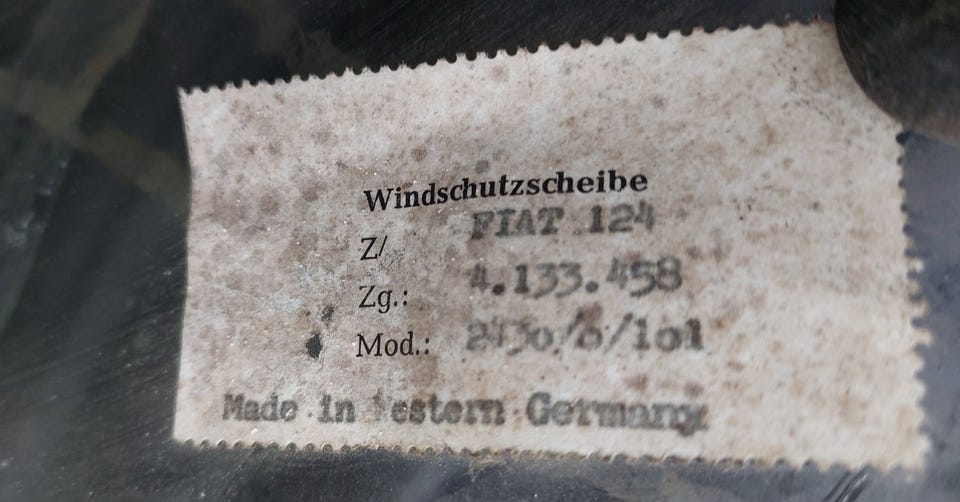 Windschutzscheibe
Z/ FIAT 124
Zg.: 4.133.458
Mod.:
Made in Western Germany